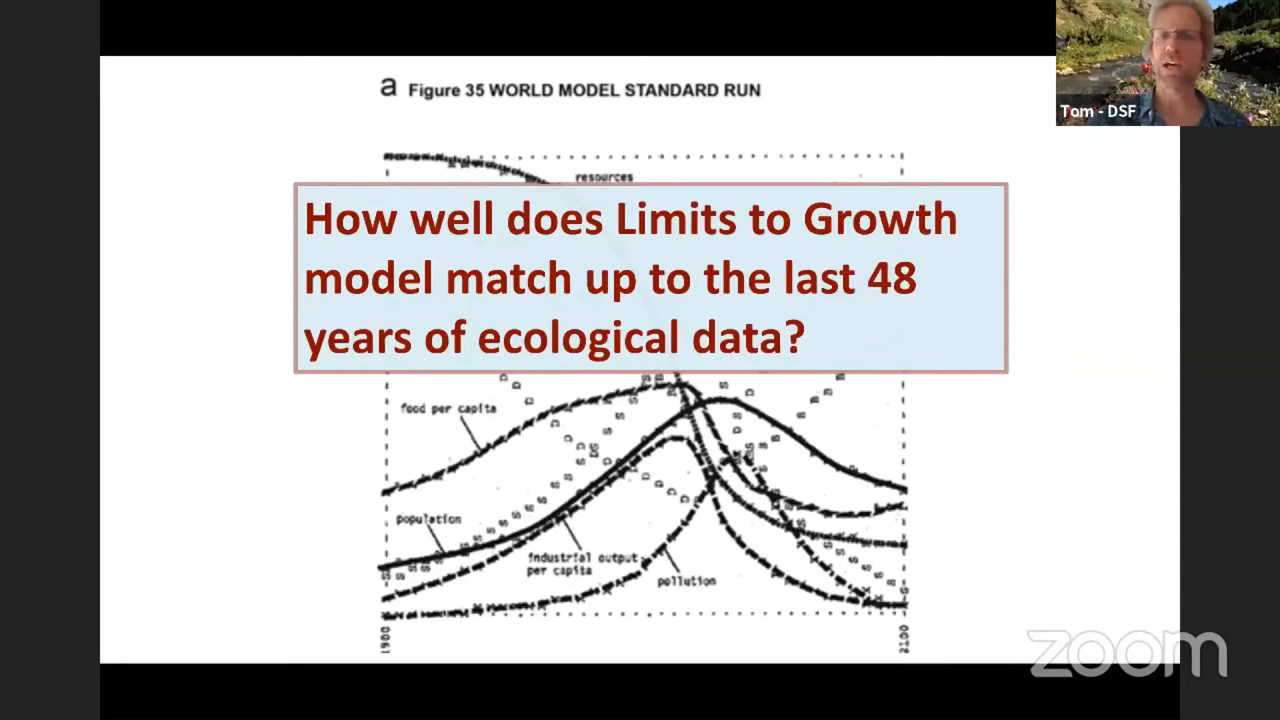 a Figure 35 WORLD MODEL STANDARD RUN
Tom - DSF
resources
How well does Limits to Growth
model match up to the last 48
years of ecological data?
food per capita
population
industrial output
per capita
pollution
1900
2100
zoom